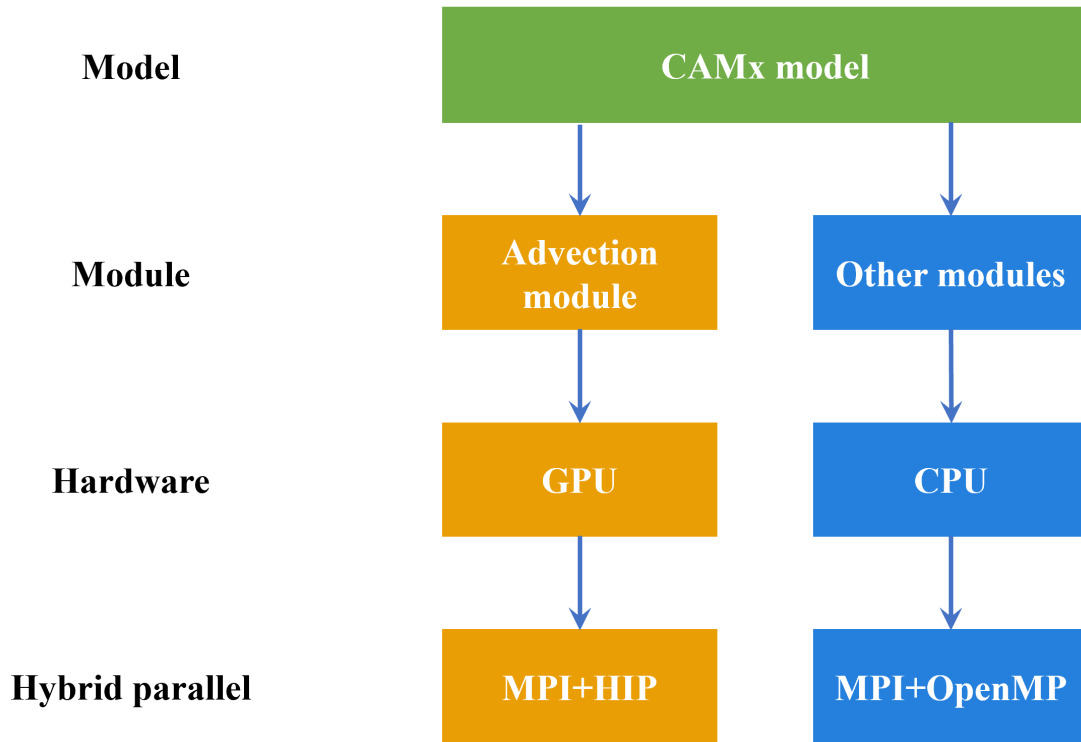 Model
CAMx model
Module
Advection
module
Other modules
Hardware
GPU
CPU
Hybrid parallel
MPI+HIP
MPI+OpenMP